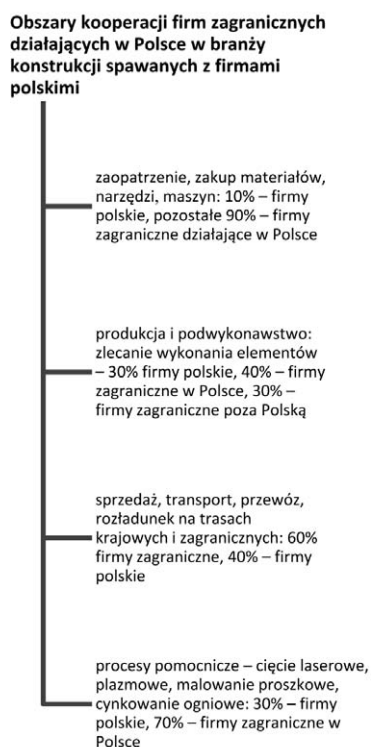 Obszary kooperacji firm zagranicznych
działających w Polsce w branży
konstrukcji spawanych z firmami
polskimi
zaopatrzenie, zakup materiałów,
narzędzi, maszyn: 10% – firmy
polskie, pozostałe 90% – firmy
zagraniczne działające w Polsce
produkcja i podwykonawstwo:
zlecanie wykonania elementów
– 30% firmy polskie, 40% – firmy
zagraniczne w Polsce, 30% –
firmy zagraniczne poza Polską
sprzedaż, transport, przewóz,
rozładunek na trasach
krajowych i zagranicznych: 60%
firmy zagraniczne, 40% – firmy
polskie
procesy pomocnicze – cięcie laserowe,
plazmowe, malowanie proszkowe,
cynkowanie ogniowe: 30% – firmy
polskie, 70% – firmy zagraniczne w
Polsce